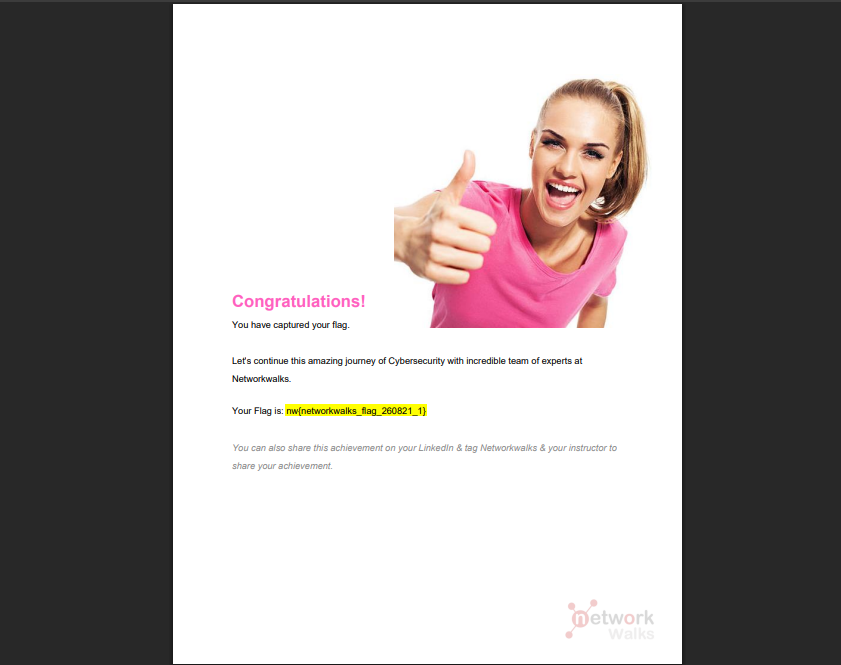 Congratulations!
You have captured your flag.
Let's continue this amazing journey of Cybersecurity with incredible team of experts at
Networkwalks.
Your Flag is: nw{networkwalks_flag_260821_1}
You can also share this achievement on your LinkedIn & tag Networkwalks & your instructor to
share your achievement.
network
Walks